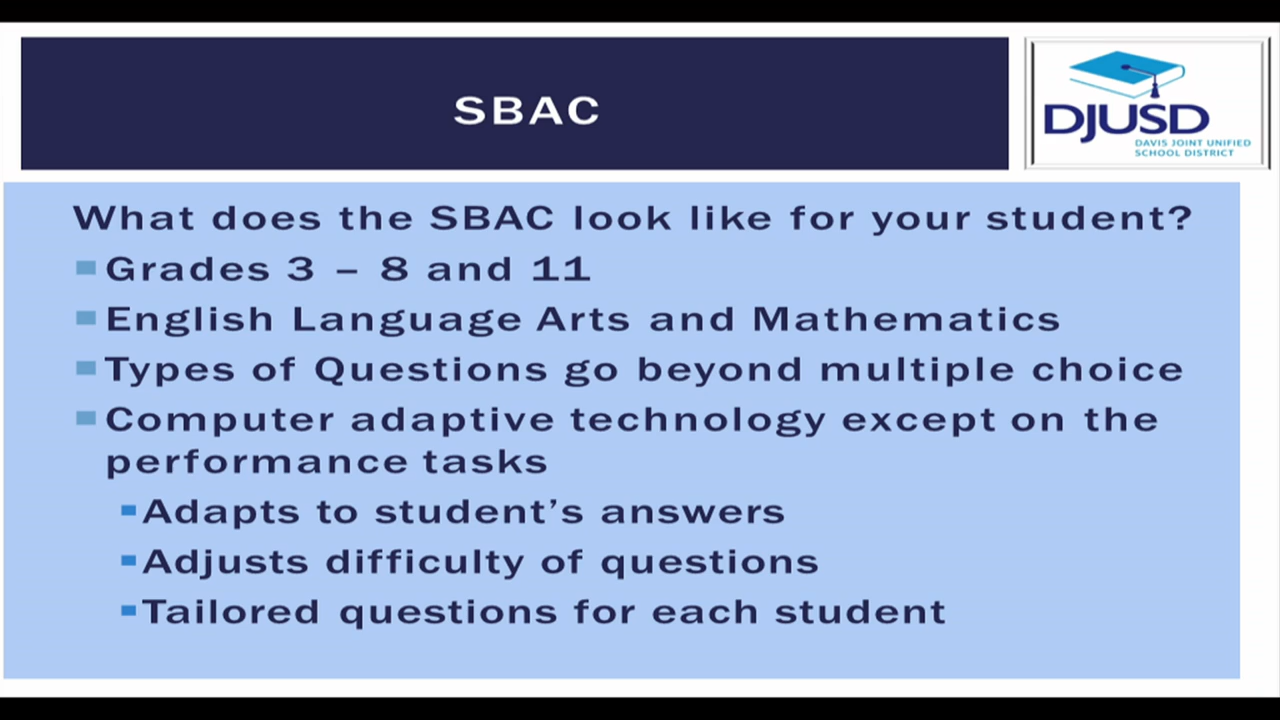 SBAC
DJUSD
DAVIS JOINT UNIFIED
SCHOOL DISTRICT
What does the SBAC look like for your student?
Grades 3 – 8 and 11
English Language Arts and Mathematics
Types of Questions go beyond multiple choice
Computer adaptive technology except on the
performance tasks
Adapts to student’s answers
Adjusts difficulty of questions
Tailored questions for each student